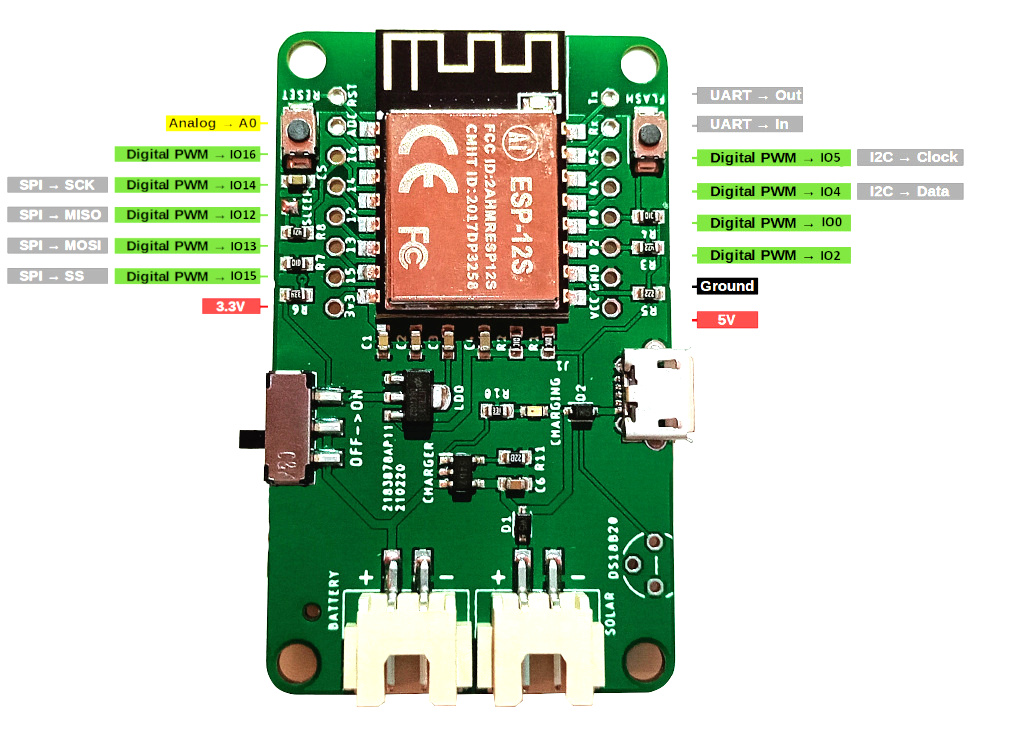 RESET
RST
Tx
FLASH
UART → Out
Analog → A0
Rx
UART → In
Digital PWM → IO16
16
05
Digital PWM → IO5
I2C → Clock
SPI → SCK
Digital PWM → IO14
14
04
Digital PWM → IO4
I2C → Data
SPI → MISO
Digital PWM → IO12
SLEEP
12
00
Digital PWM → IO0
SPI → MOSI
Digital PWM → IO13
R8
13
02
R4
Digital PWM → IO2
SPI → SS
Digital PWM → IO15
R7
15
GND
R3
Ground
3.3V
R6
3v3
VCC
R5
5V
FCC ID:2AHMRESP12S
CMIIT ID:2017DP3258
ESP-12S
CE
FC
Ai
C1
C2
C3
C4
J1
OFF->ON
LDO
R10
CHARGING
D2
2183878AP11
210220
CHARGER
R11
C6
D1
DS18B20
BATTERY
+
-
+
-
SOLAR